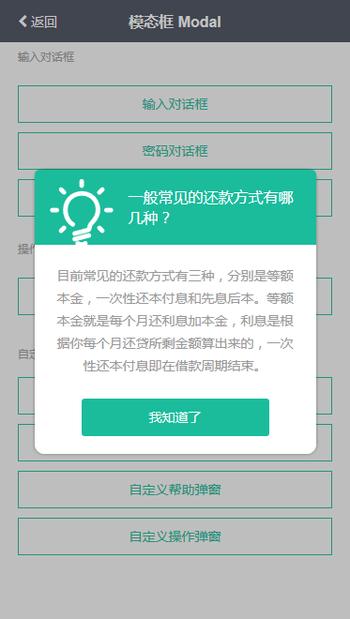 返回
模态框 Modal
输入对话框
输入对话框
密码对话框
一般常见的还款方式有哪
几种？
操作
目前常见的还款方式有三种，分别是等额
本金，一次性还本付息和先息后本。等额
本金就是每个月还利息加本金，利息是根
据你每个月还贷所剩金额算出来的，一次
性还本付息即在借款周期结束。
自定
我知道了
自定义帮助弹窗
自定义操作弹窗